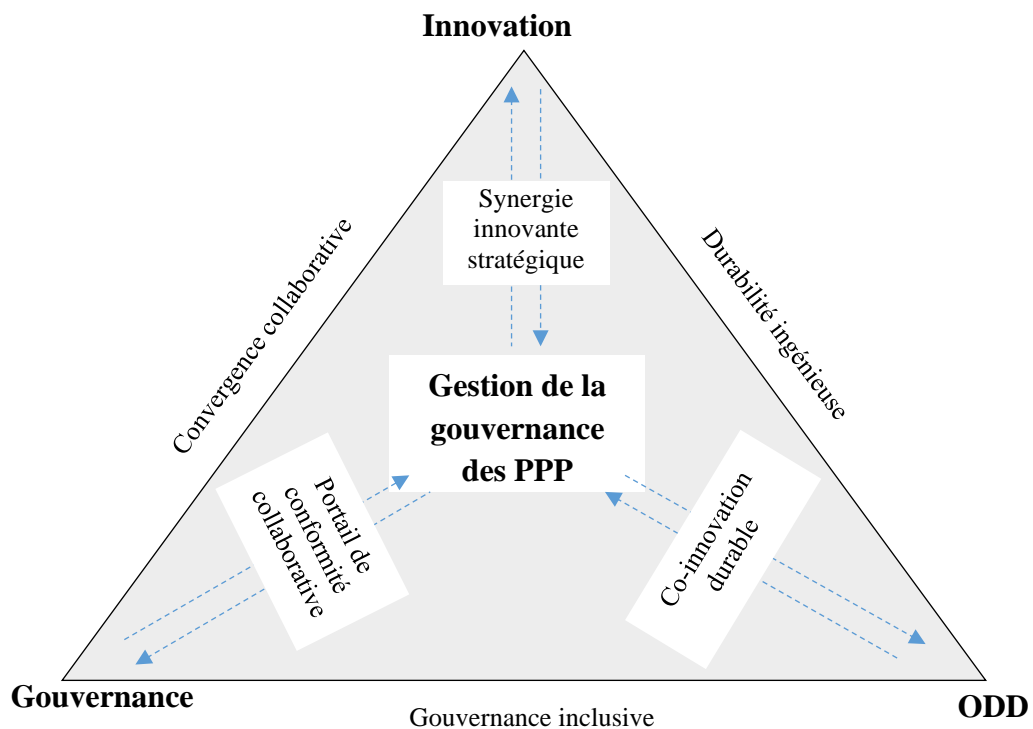 Innovation
Synergie
innovante
stratégique
Convergence collaborative
Durabilité ingénieuse
Gestion de la
gouvernance
des PPP
Portail de
conformité
collaborative
Co-innovation
durable
Gouvernance
ODD
Gouvernance inclusive